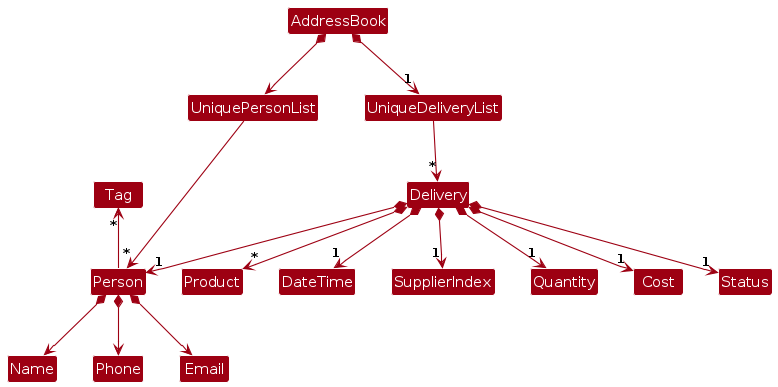 AddressBook
1
UniquePersonList
UniqueDeliveryList
*
Tag
Delivery
*
*
1
*
1
1
1
1
1
Person
Product
DateTime
SupplierIndex
Quantity
Cost
Status
Name
Phone
Email